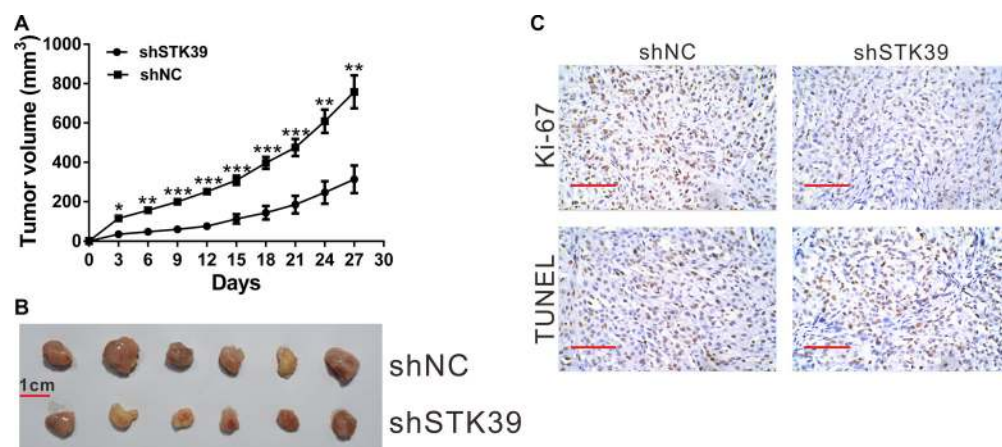 A
shSTK39
shNC
Tumor volume (mm³)
1000
800
600
400
200
0
* ** *** *** *** *** *** ** **
0 3 6 9 12 15 18 21 24 27 30
Days
B
1cm
shNC
shSTK39
C
shNC shSTK39
Ki-67
TUNEL